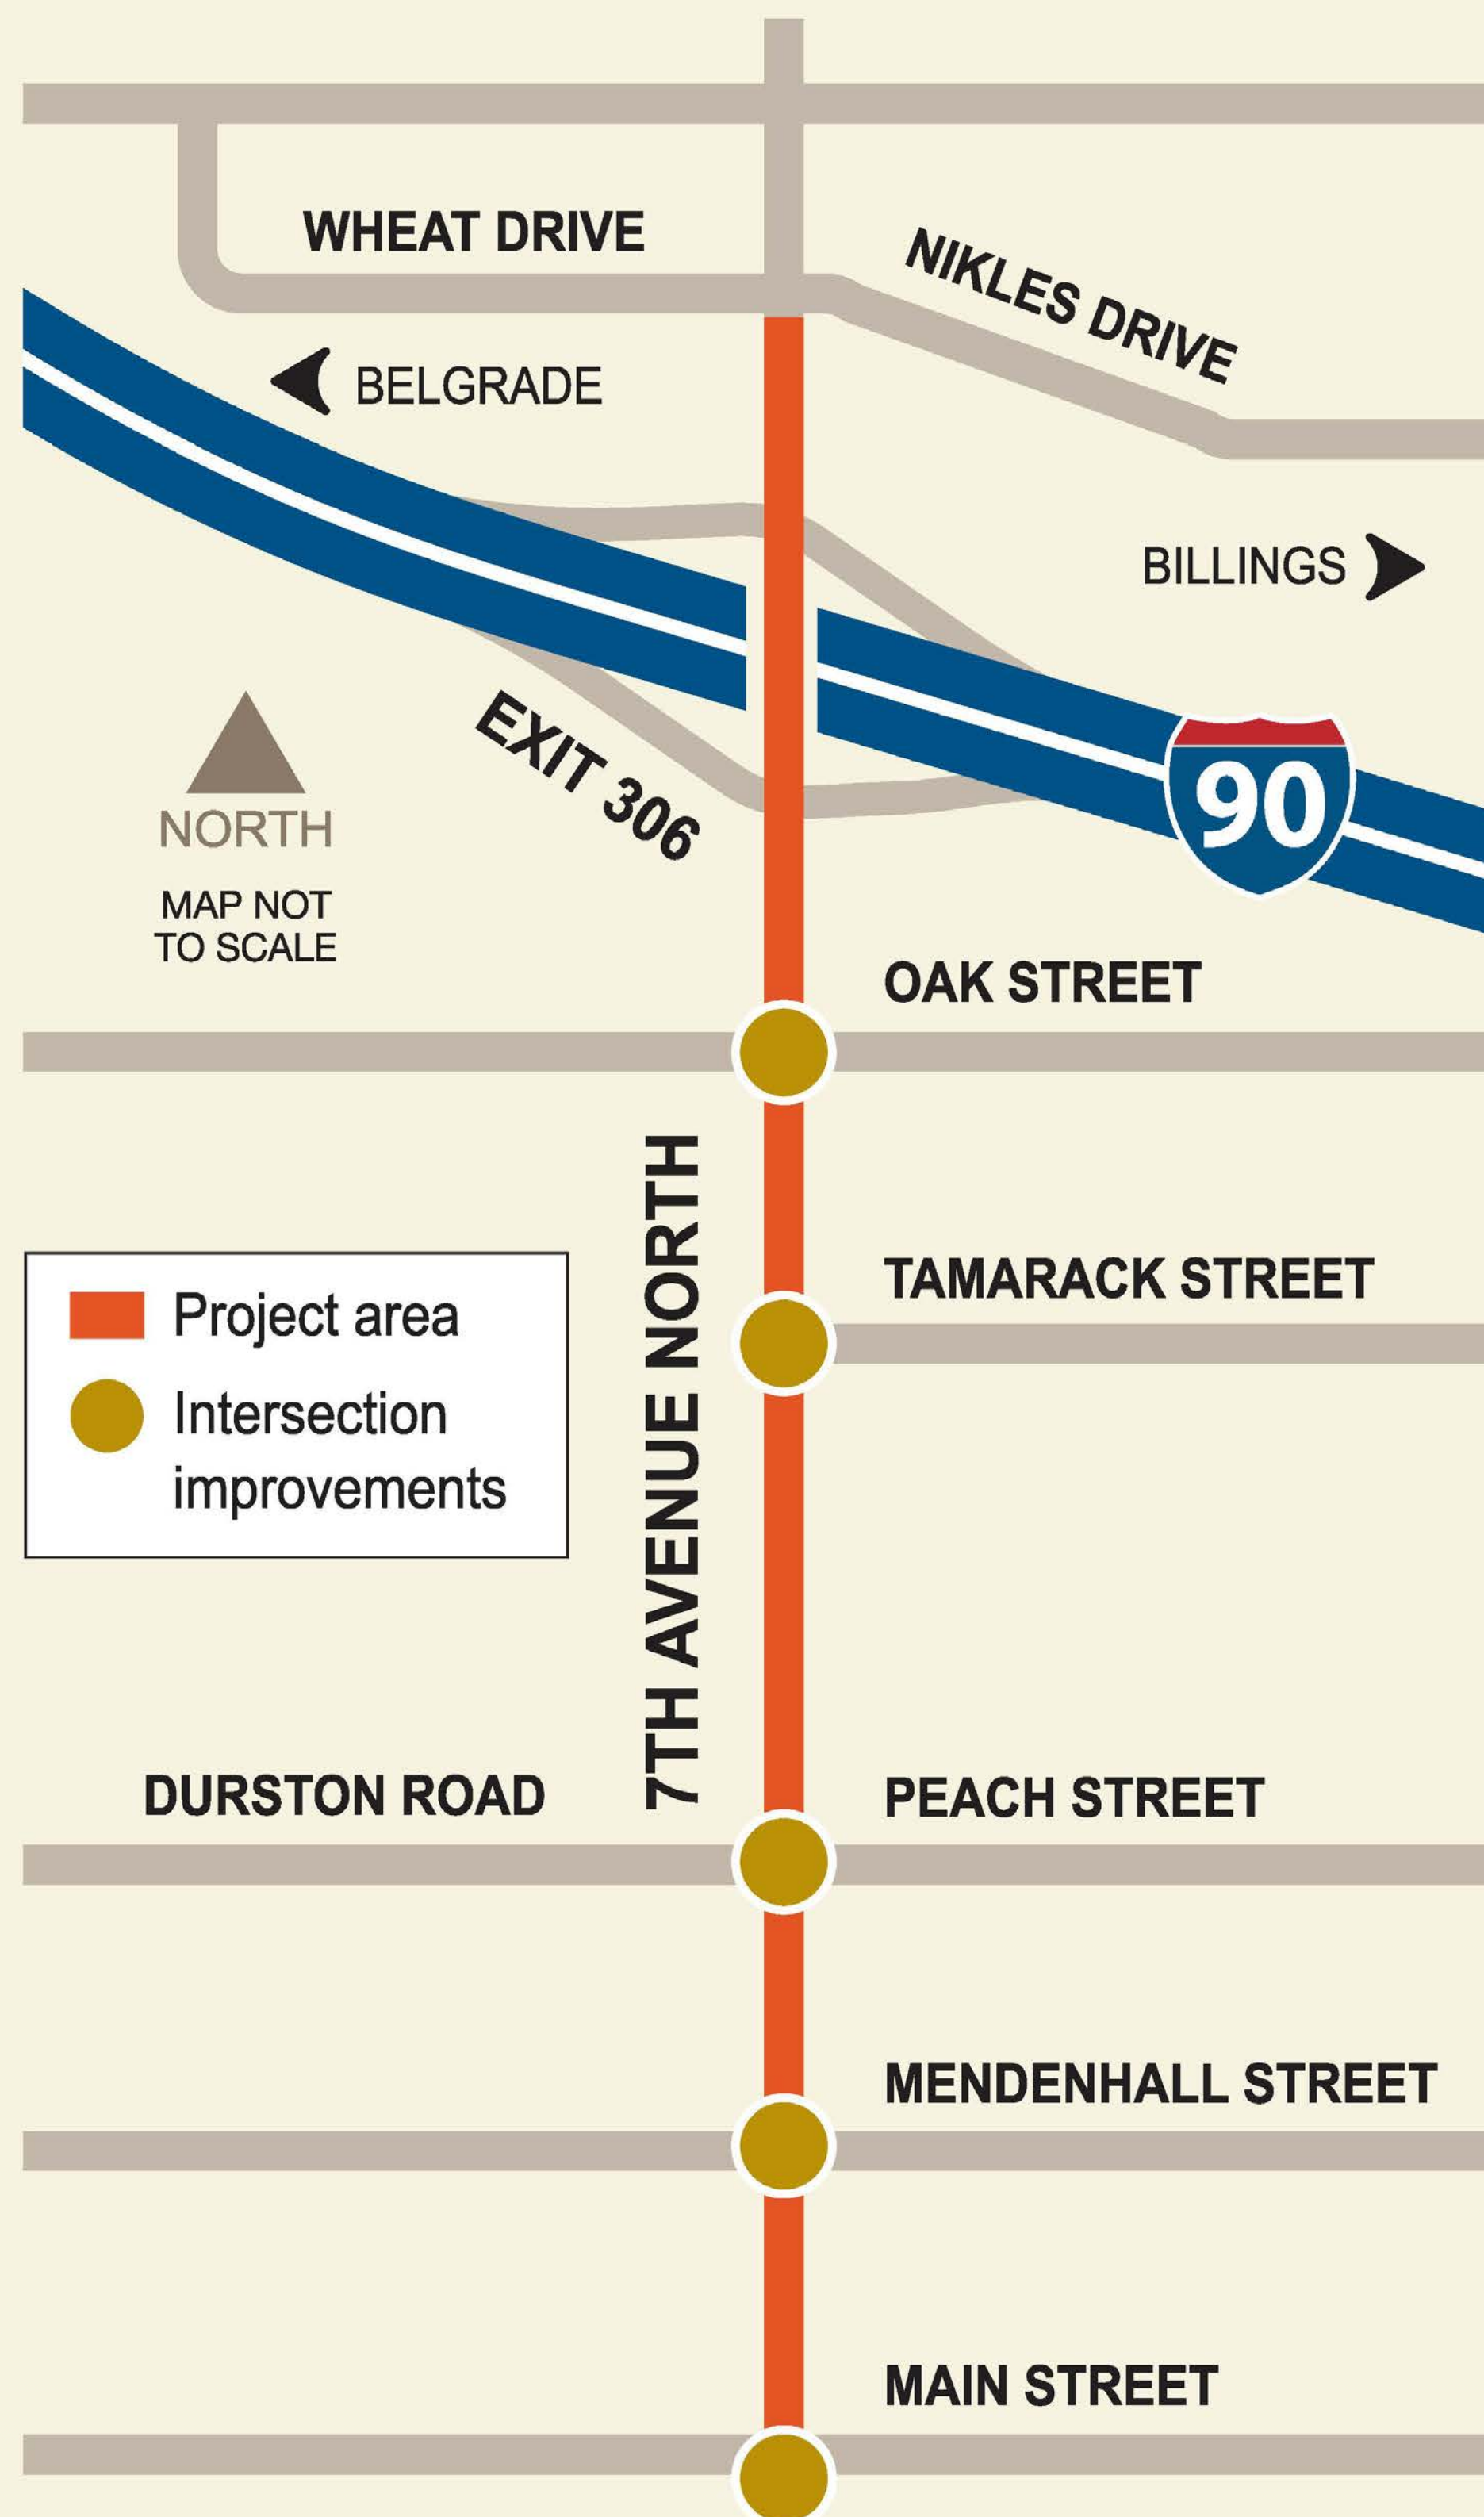 WHEAT DRIVE
NIKLES DRIVE
BELGRADE
BILLINGS
EXIT 306
90
NORTH
MAP NOT
TO SCALE
OAK STREET
7TH AVENUE NORTH
TAMARACK STREET
Project area
Intersection
improvements
DURSTON ROAD
PEACH STREET
MENDENHALL STREET
MAIN STREET